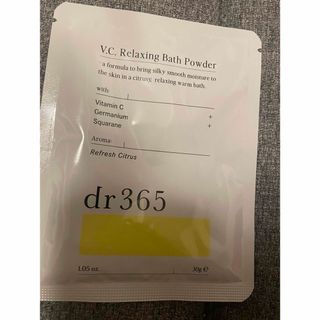 V.C. Relaxing Bath Powder
a formula to bring silky smooth moisture to
the skin in a citrusy, relaxing warm bath.
with:
Vitamin C +
Germanium
Squarane +
Aroma:
Refresh Citrus
dr365
1.05 oz 30g e